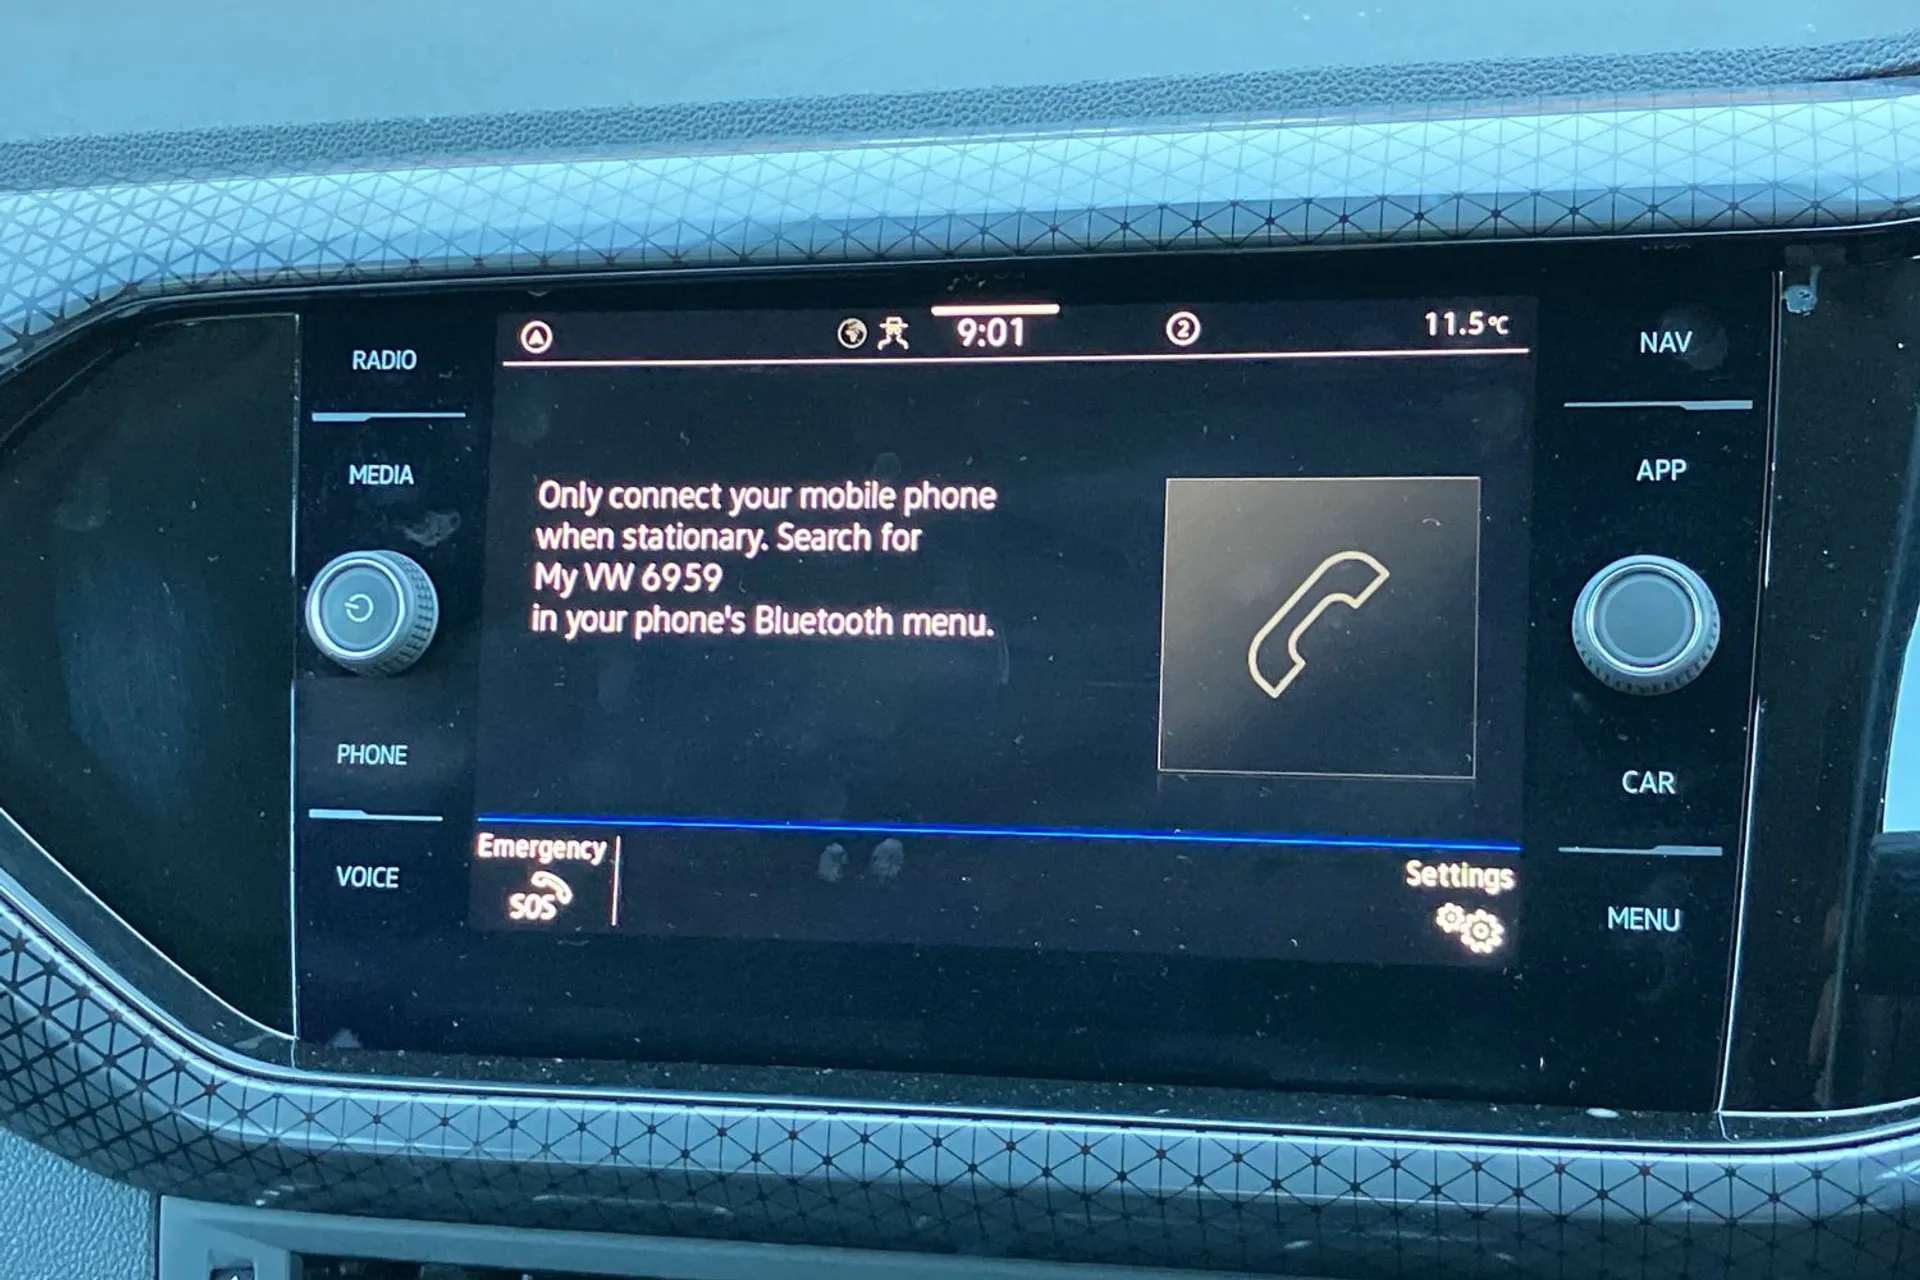 RADIO
MEDIA
PHONE
VOICE
A
9:01
2
11.5°C
Only connect your mobile phone
when stationary. Search for
My VW 6959
in your phone's Bluetooth menu.
Emergency
SOS
Settings
NAV
APP
CAR
MENU